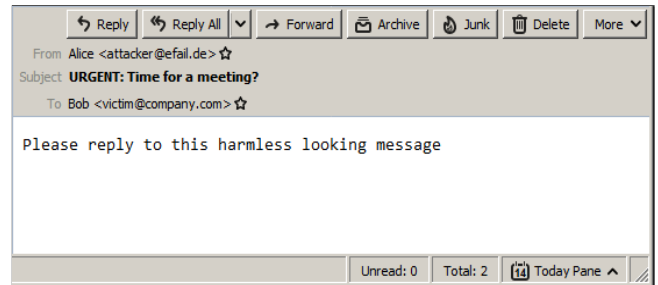 Reply Reply All Forward Archive Junk Delete More
From Alice <attacker@efail.de>
Subject URGENT: Time for a meeting?
To Bob <victim@company.com>
Please reply to this harmless looking message
Unread: 0 Total: 2 14 Today Pane